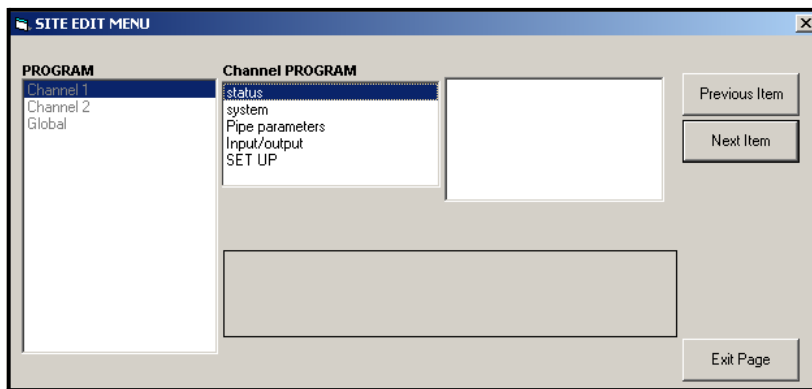 SITE EDIT MENU
PROGRAM
Channel 1
Channel 2
Global
Channel PROGRAM
status
system
Pipe parameters
Input/output
SET UP
Previous Item
Next Item
Exit Page